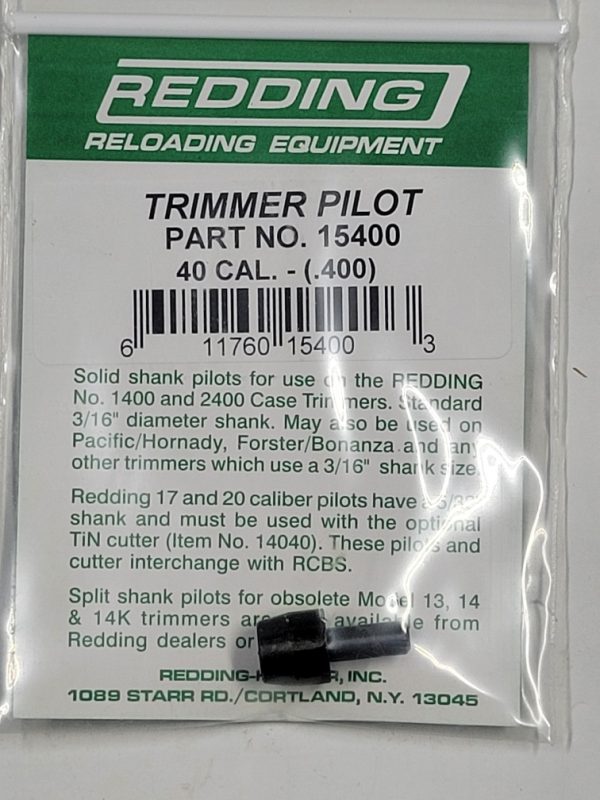 REDDING
RELOADING EQUIPMENT
TRIMMER PILOT
PART NO. 15400
40 CAL. - (.400)
6 11760 15400 3
Solid shank pilots for use on the REDDING
No. 1400 and 2400 Case Trimmers. Standard
3/16" diameter shank. May also be used on
Pacific/Hornady, Forster/Bonanza and any
other trimmers which use a 3/16" shank size.
Redding 17 and 20 caliber pilots have a
shank and must be used with the optional
TiN cutter (Item No. 14040). These pilots and
cutter interchange with RCBS.
Split shank pilots for obsolete Model 13, 14
& 14K trimmers are available from
Redding dealers or
REDDING-HUNTER, INC.
1089 STARR RD./CORTLAND, N.Y. 13045